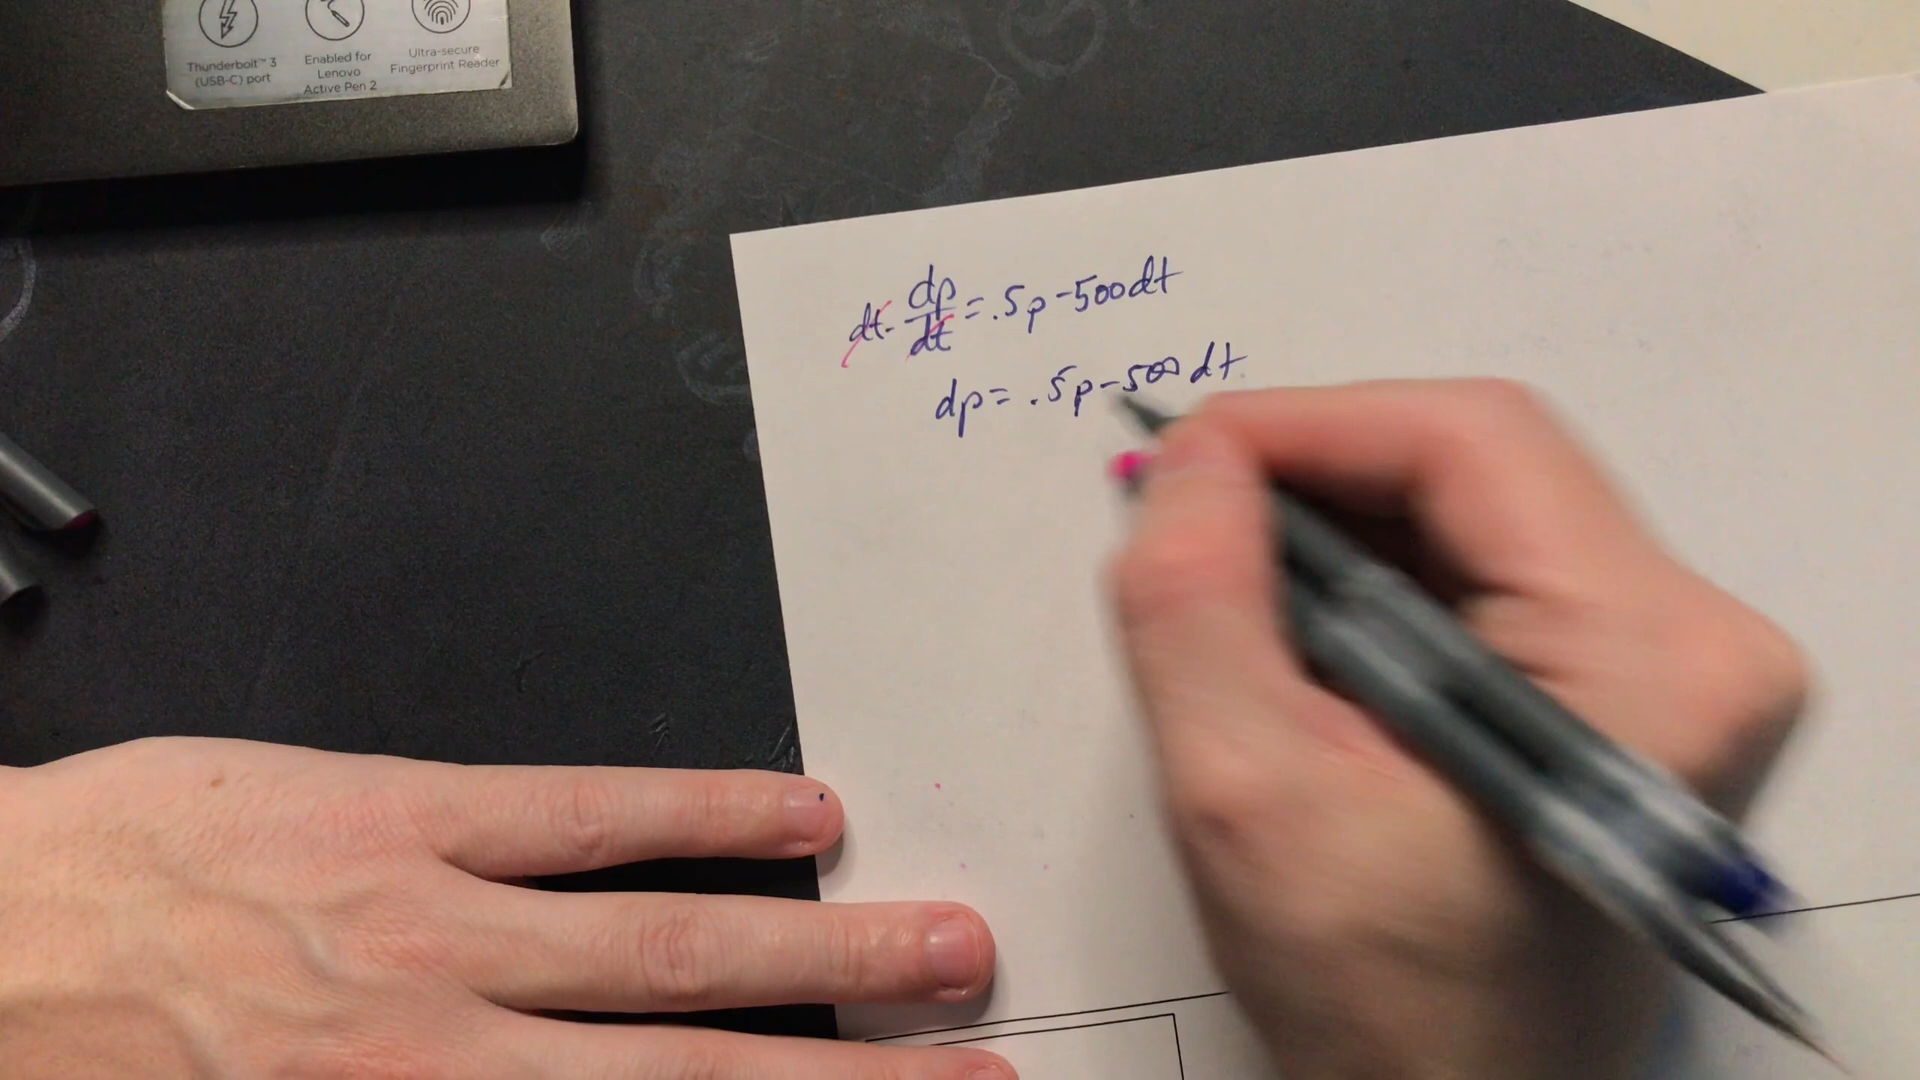 Thunderbolt™ 3
(USB-C) port
Enabled for
Lenovo
Active Pen 2
Ultra-secure
Fingerprint Reader
dt · dp/dt = .5p - 500dt
dp = .5p - 500 dt